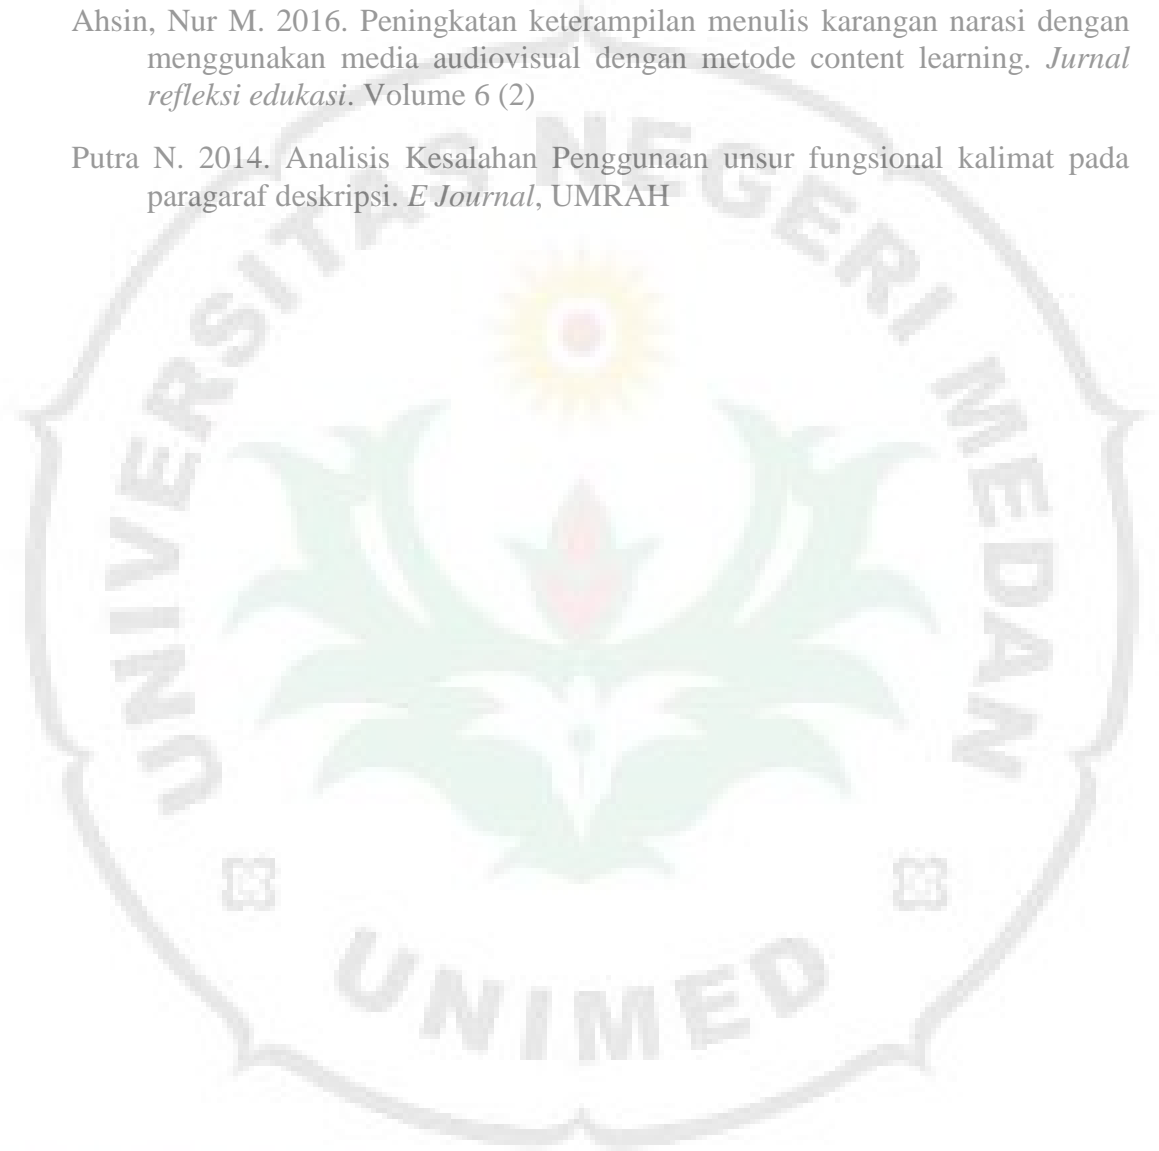 Ahsin, Nur M. 2016. Peningkatan keterampilan menulis karangan narasi dengan
menggunakan media audiovisual dengan metode content learning. Jurnal
refleksi edukasi. Volume 6 (2)
Putra N. 2014. Analisis Kesalahan Penggunaan unsur fungsional kalimat pada
paragaraf deskripsi. E Journal, UMRAH
UNIVERSITAS NEGERI MEDAN
UNIMED